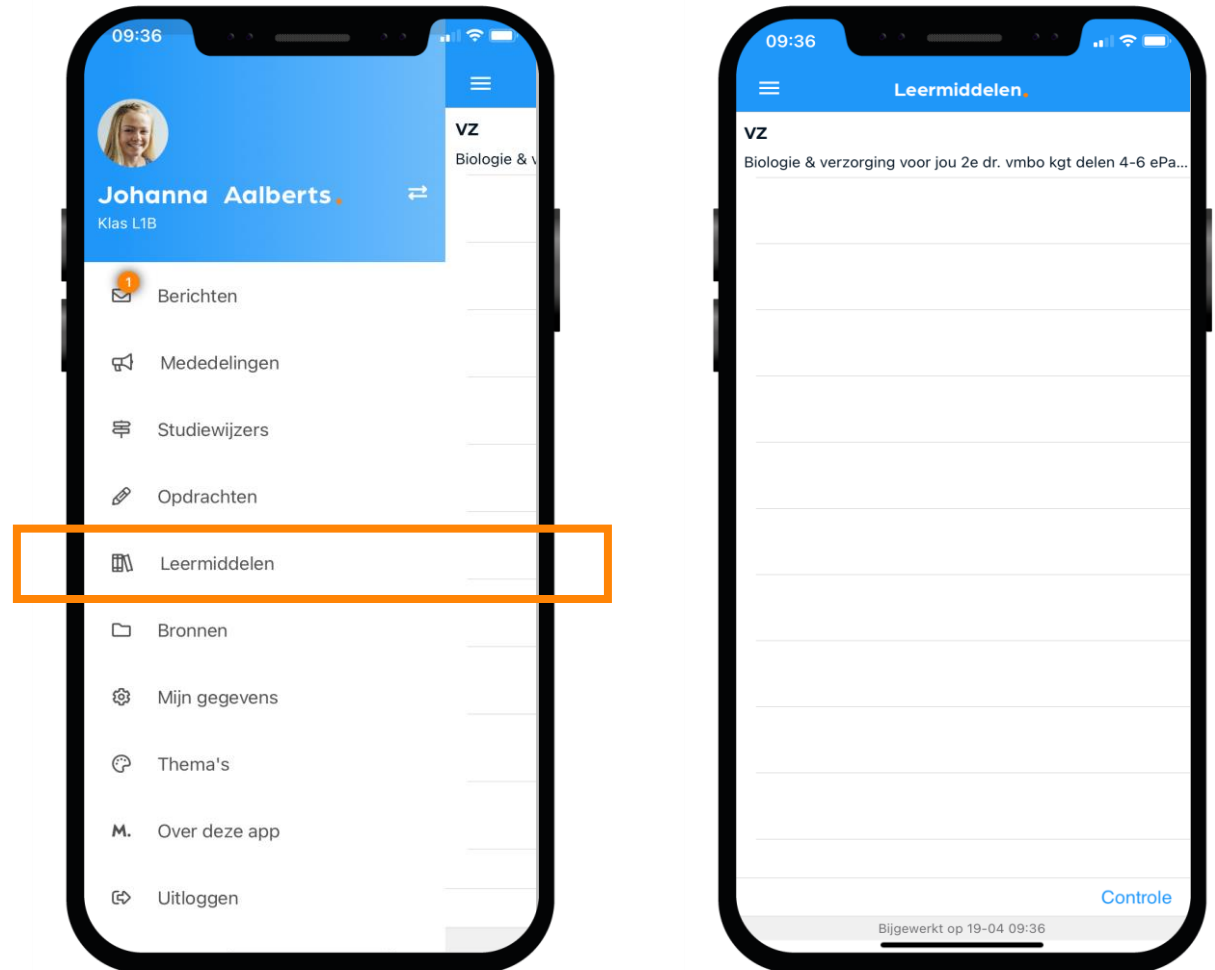 09:36
VZ
Biologie & v
Johanna Aalberts.
Klas L1B
1
Berichten
Mededelingen
Studiewijzers
Opdrachten
Leermiddelen
Bronnen
Mijn gegevens
Thema's
M. Over deze app
Uitloggen
09:36
Leermiddelen.
VZ
Biologie & verzorging voor jou 2e dr. vmbo kgt delen 4-6 ePa...
Controle
Bijgewerkt op 19-04 09:36